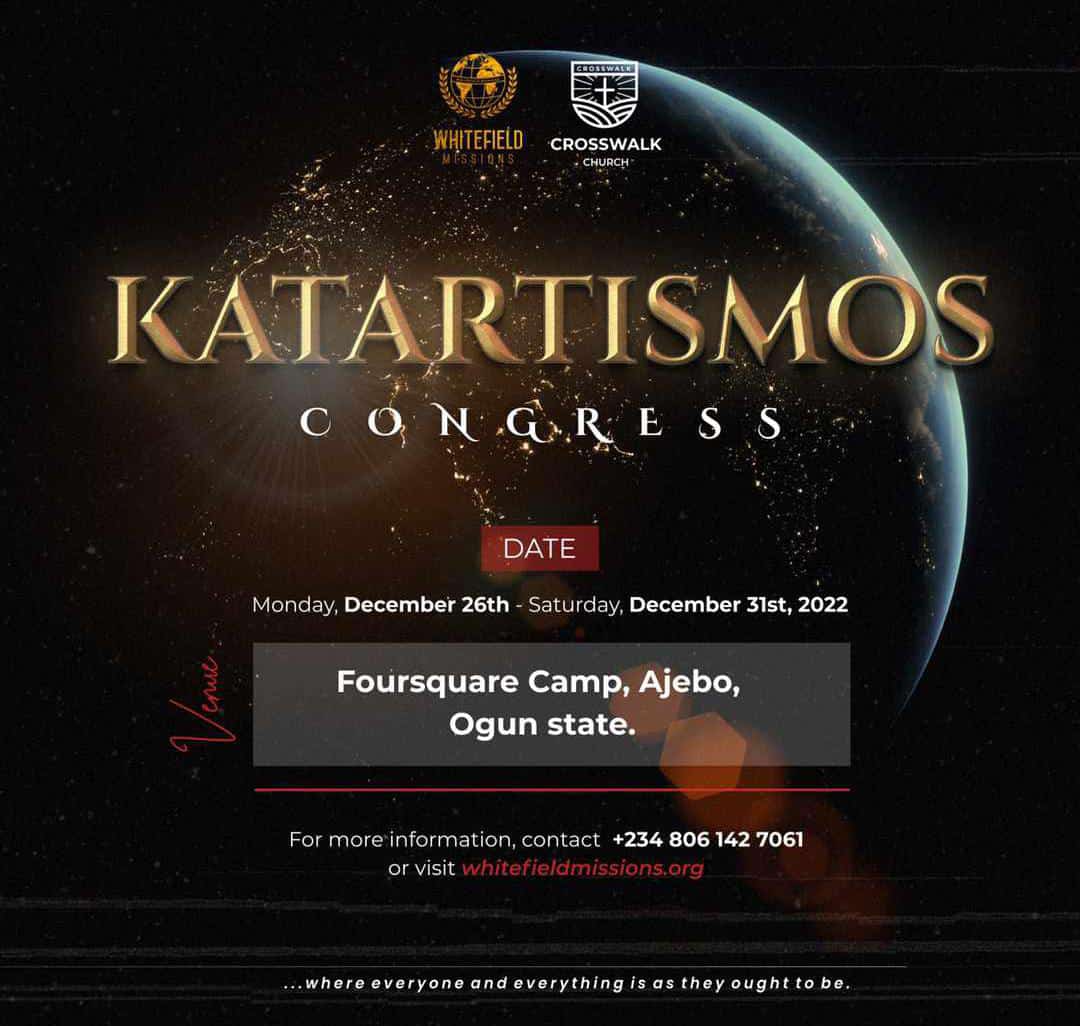 WHITEFIELD
MISSIONS
CROSSWALK
CROSSWALK
CHURCH
KATARTISMOS
CONGRESS
DATE
Monday, December 26th - Saturday, December 31st, 2022
Venue
Foursquare Camp, Ajebo,
Ogun state.
For more information, contact +234 806 142 7061
or visit whitefieldmissions.org
...where everyone and everything is as they ought to be.